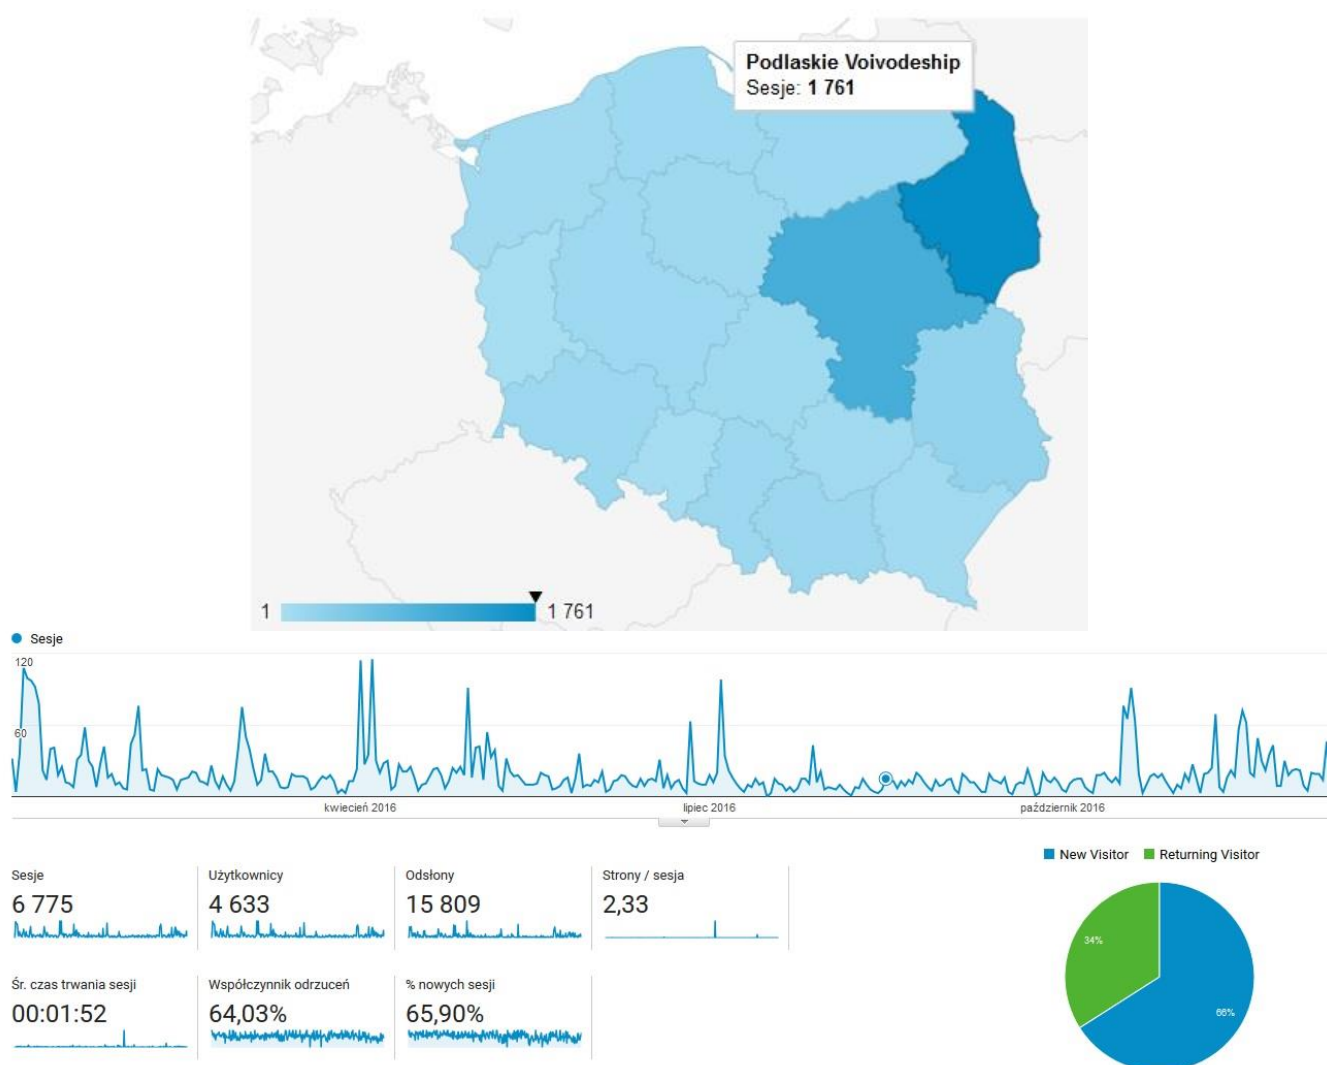 Podlaskie Voivodeship
Sesje: 1 761
1
1 761
Sesje
120
60
kwiecień 2016
lipiec 2016
październik 2016
New Visitor
Returning Visitor
Sesje
6 775
Użytkownicy
4 633
Odsłony
15 809
Strony / sesja
2,33
Śr. czas trwania sesji
00:01:52
Współczynnik odrzuceń
64,03%
% nowych sesji
65,90%
34%
66%